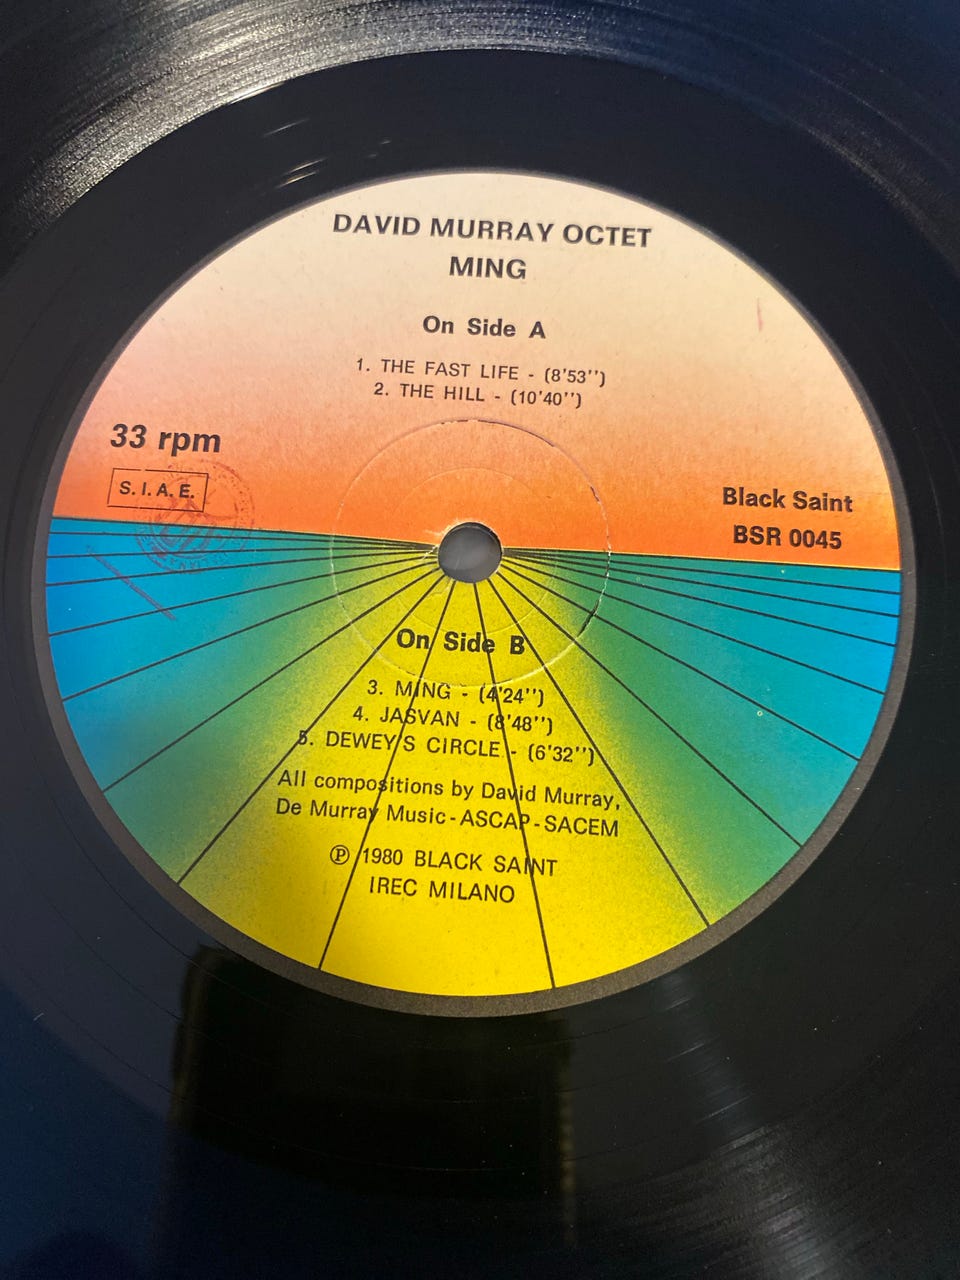 DAVID MURRAY OCTET
MING
On Side A
1. THE FAST LIFE - (8'53'')
2. THE HILL - (10'40'')
33 rpm
S. I. A. E.
Black Saint
BSR 0045
On Side B
3. MING - (4'24'')
4. JASVAN - (8'48'')
5. DEWEY'S CIRCLE - (6'32'')
All compositions by David Murray,
De Murray Music - ASCAP - SACEM
Ⓟ 1980 BLACK SAINT
IREC MILANO